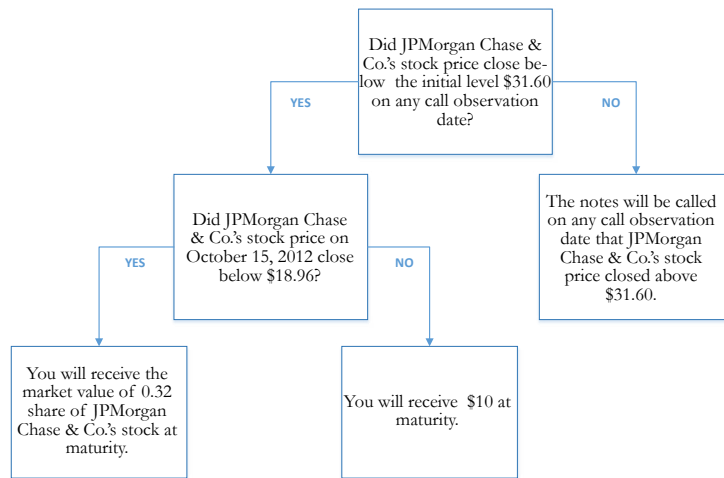 Did JPMorgan Chase &
Co.'s stock price close be-
low the initial level $31.60
on any call observation
date?
YES
NO
Did JPMorgan Chase
& Co.'s stock price on
October 15, 2012 close
below $18.96?
The notes will be called
on any call observation
date that JPMorgan
Chase & Co.'s stock
price closed above
$31.60.
YES
NO
You will receive the
market value of 0.32
share of JPMorgan
Chase & Co.'s stock at
maturity.
You will receive $10 at
maturity.